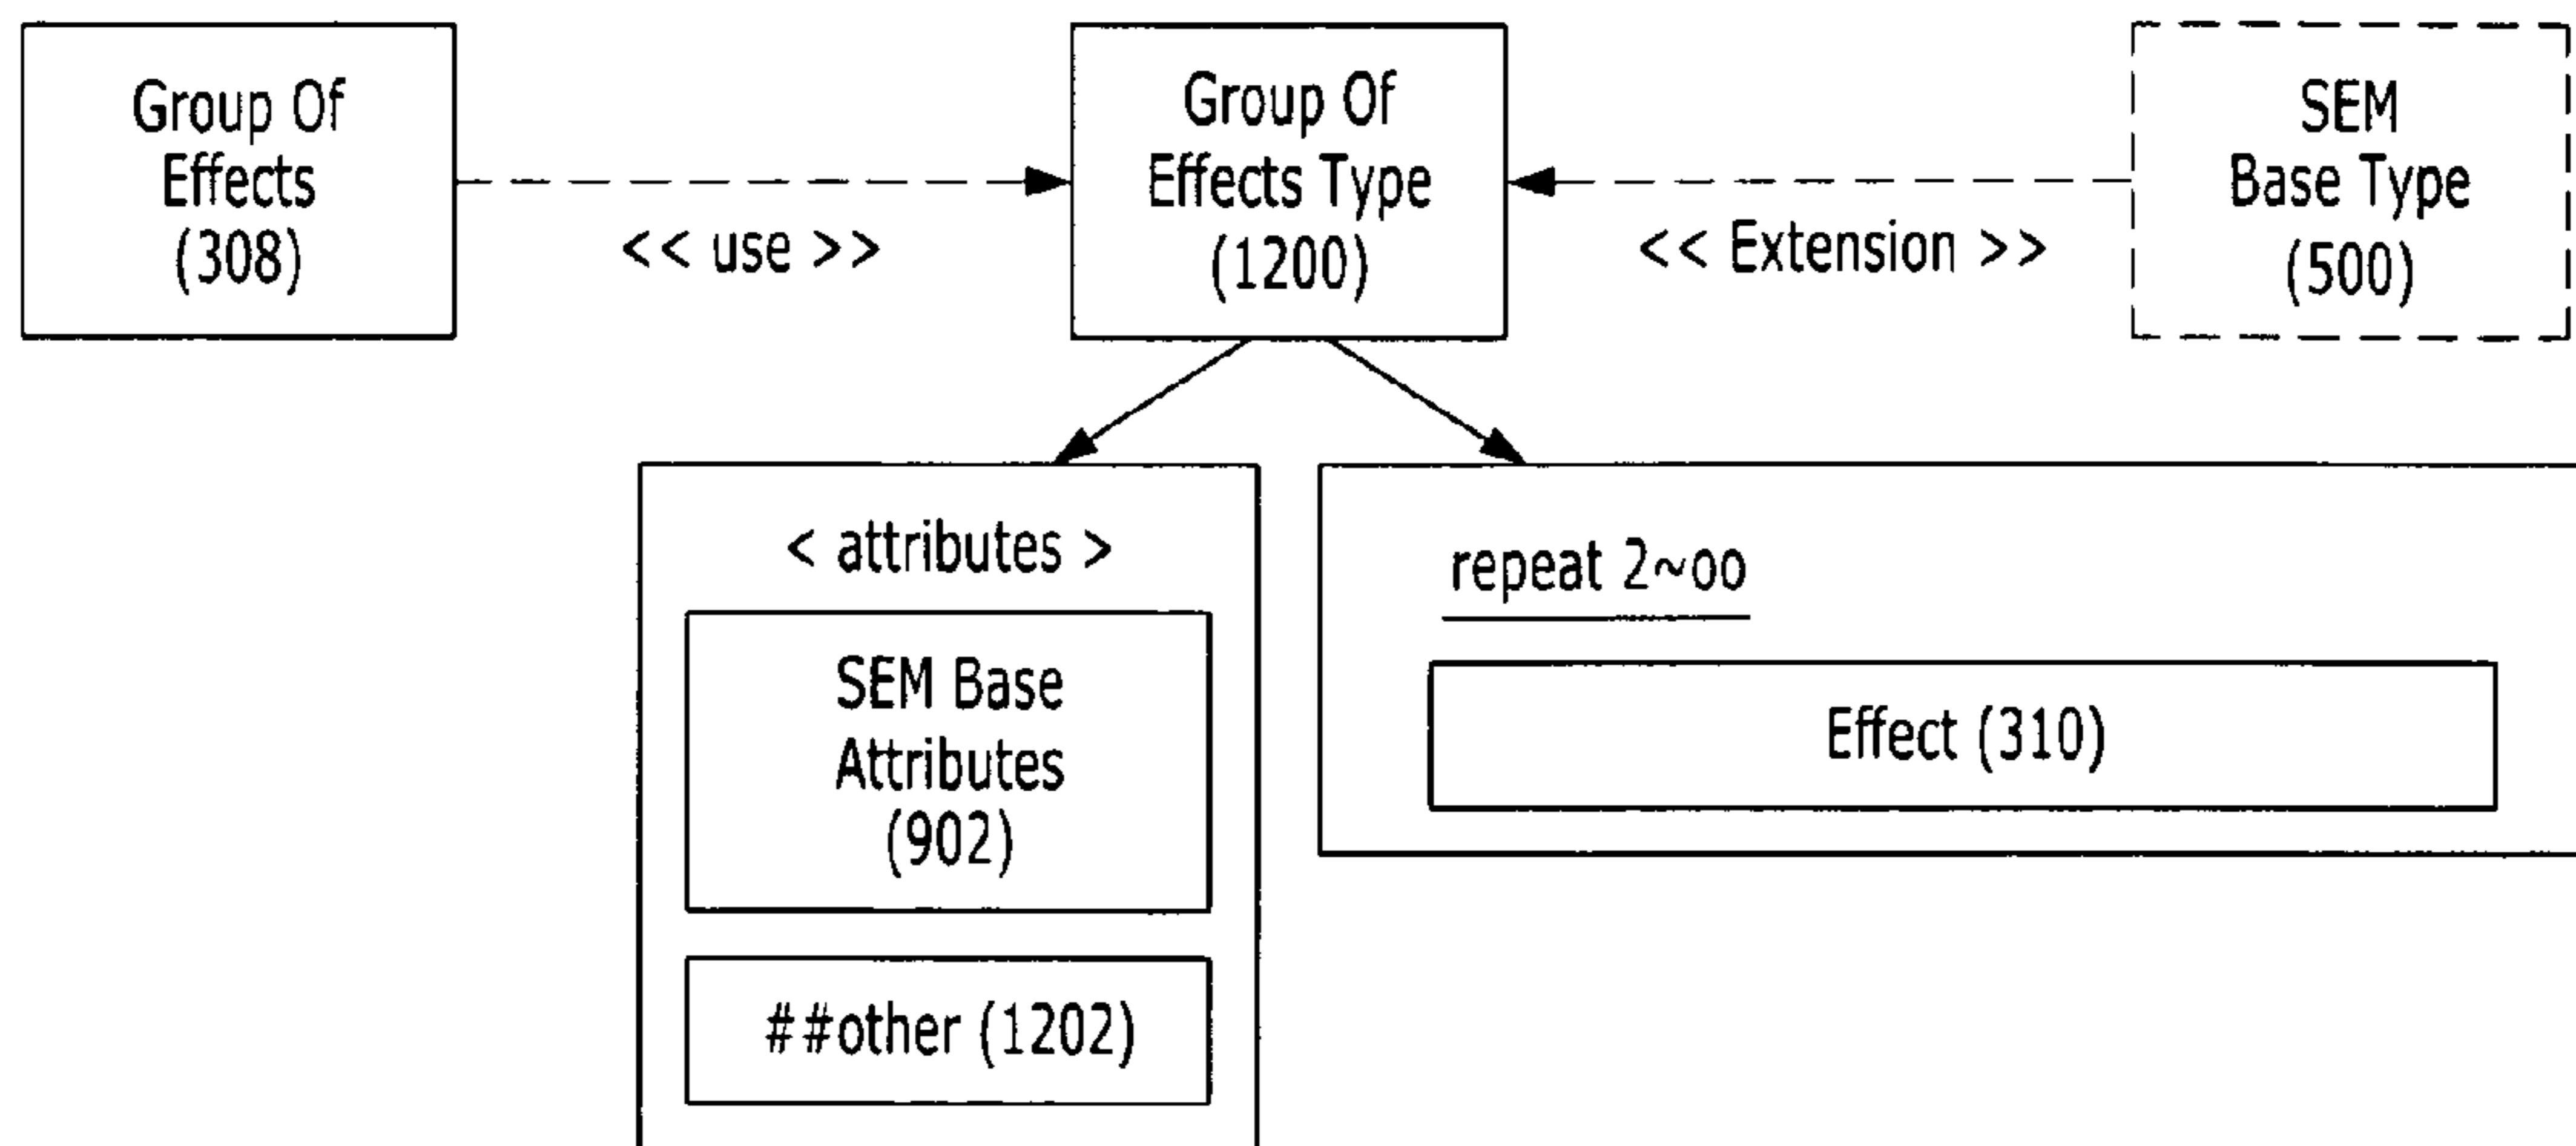 Group Of
Effects
(308)
<< use >>
Group Of
Effects Type
(1200)
<< Extension >>
SEM
Base Type
(500)
< attributes >
SEM Base
Attributes
(902)
##other (1202)
repeat 2~oo
Effect (310)